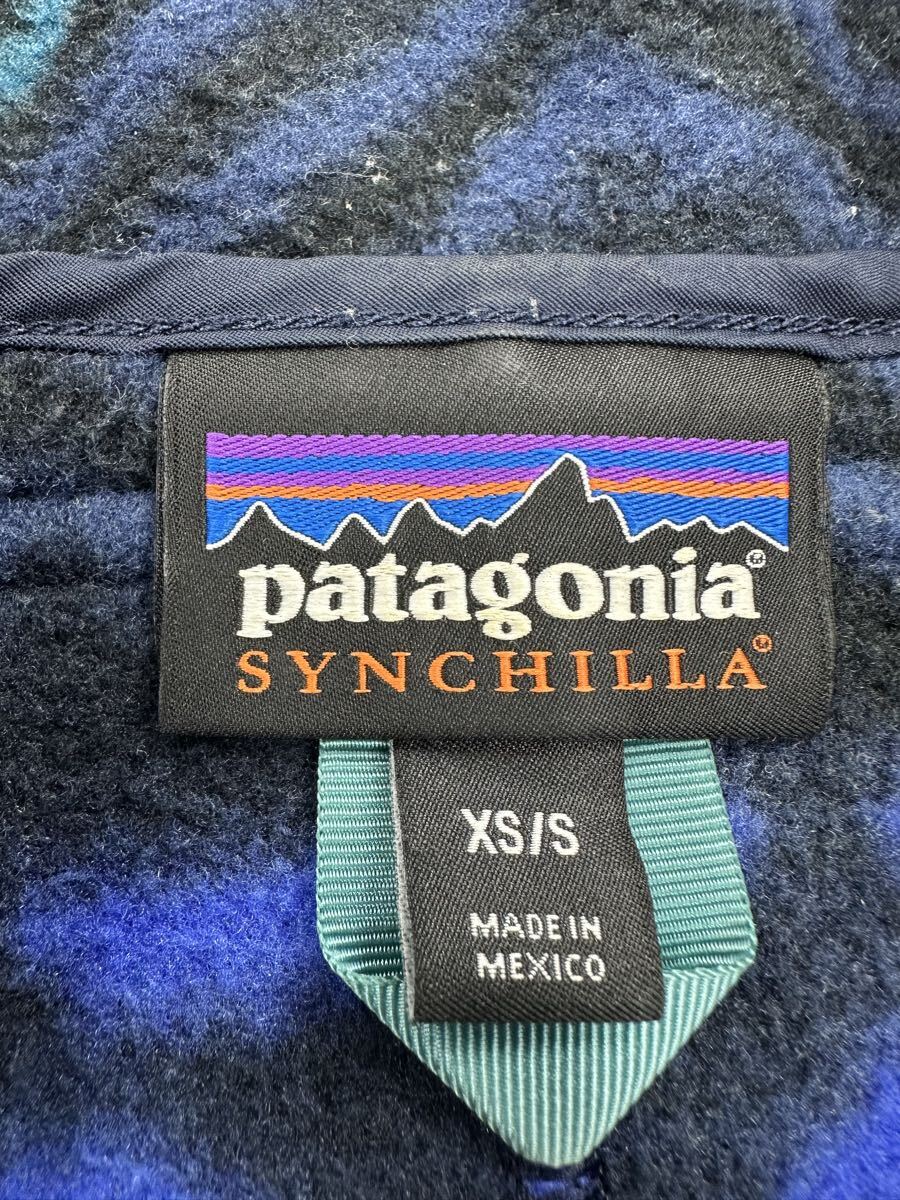 patagonia®
SYNCHILLA®
XS/S
MADE IN
MEXICO